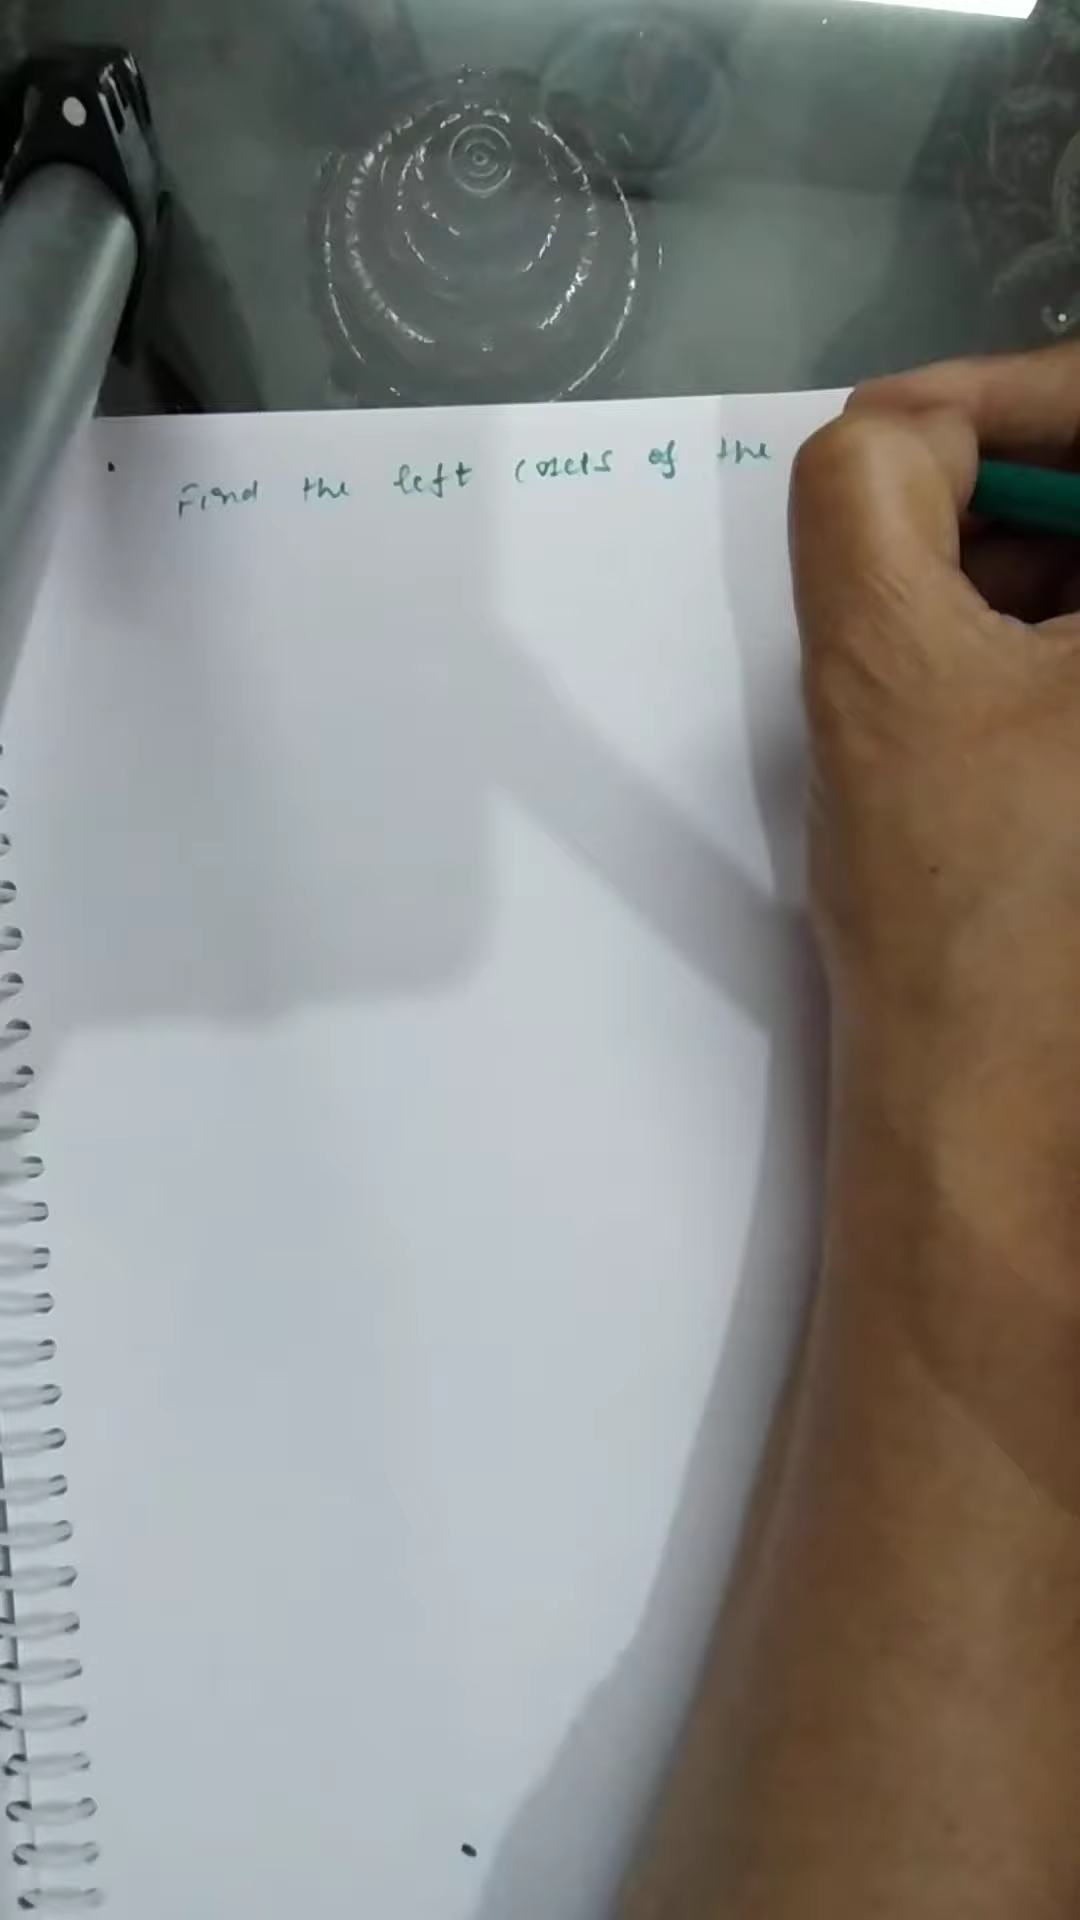 Find the left cosets of the